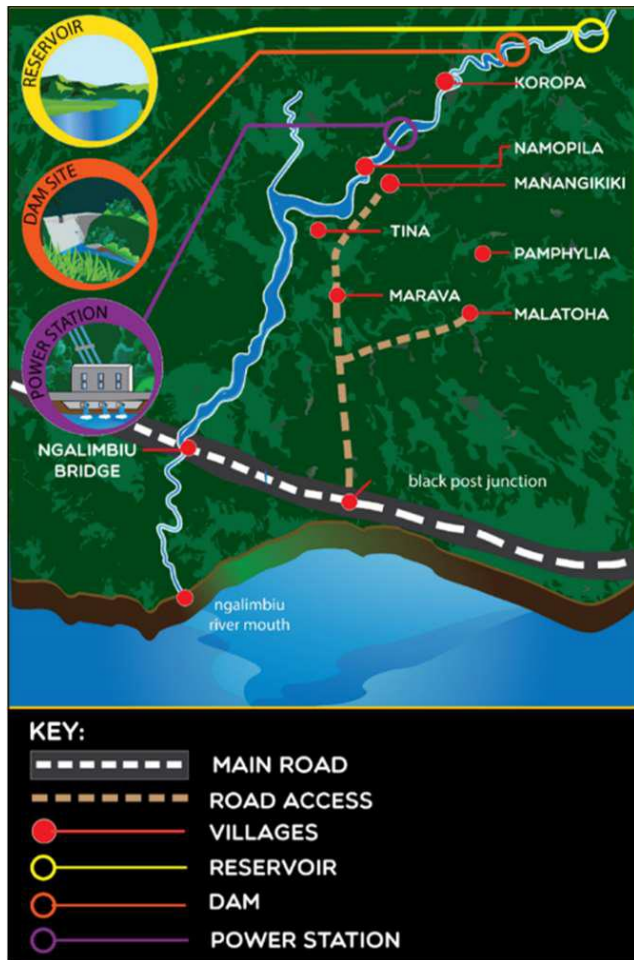 RESERVOIR
DAM SITE
POWER STATION
KOROPA
NAMOPILA
MANANGIKIKI
TINA
PAMPHYLIA
MARAVA
MALATOHA
NGALIMBIU
BRIDGE
black post junction
ngalimbiu
river mouth
KEY:
MAIN ROAD
ROAD ACCESS
VILLAGES
RESERVOIR
DAM
POWER STATION